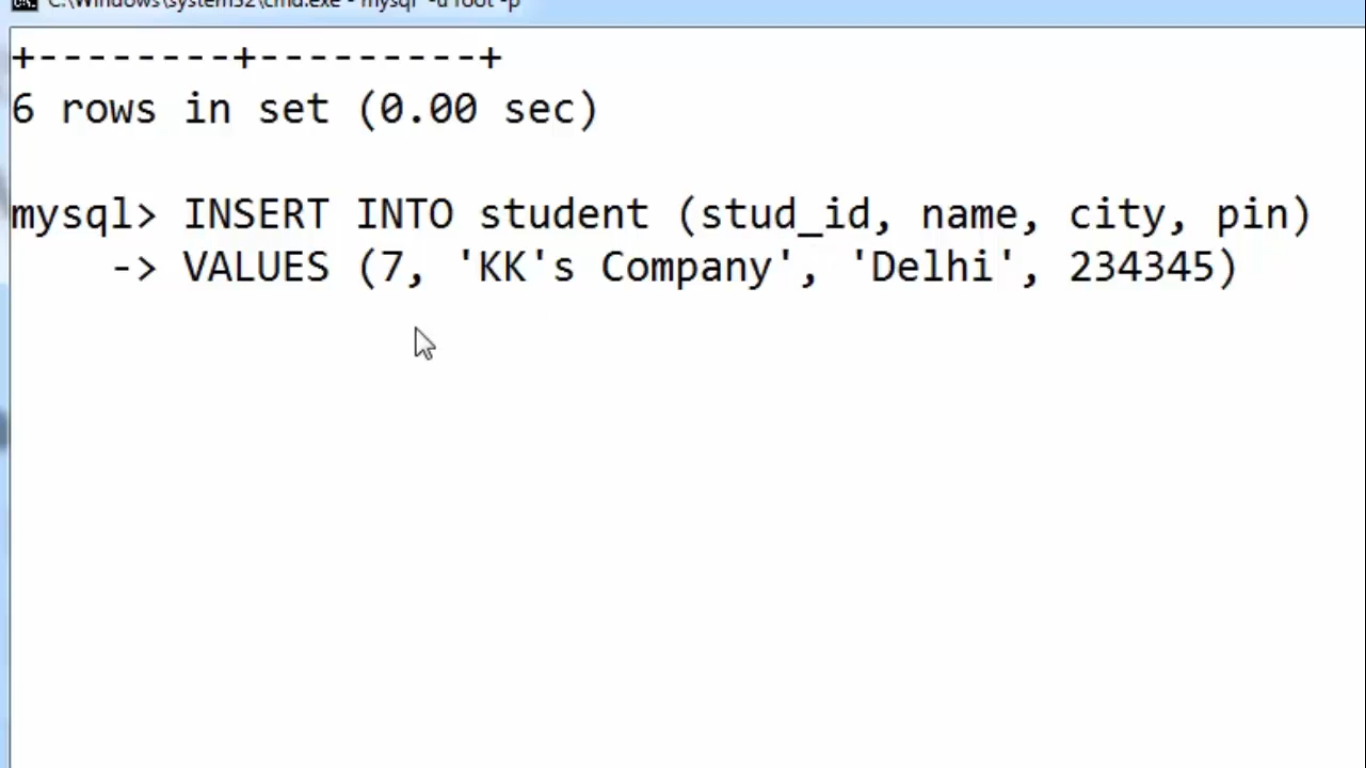 C:\Windows\system32\cmd.exe - mysql -u root -p
+--------+---------+
6 rows in set (0.00 sec)
mysql> INSERT INTO student (stud_id, name, city, pin)
-> VALUES (7, 'KK's Company', 'Delhi', 234345)